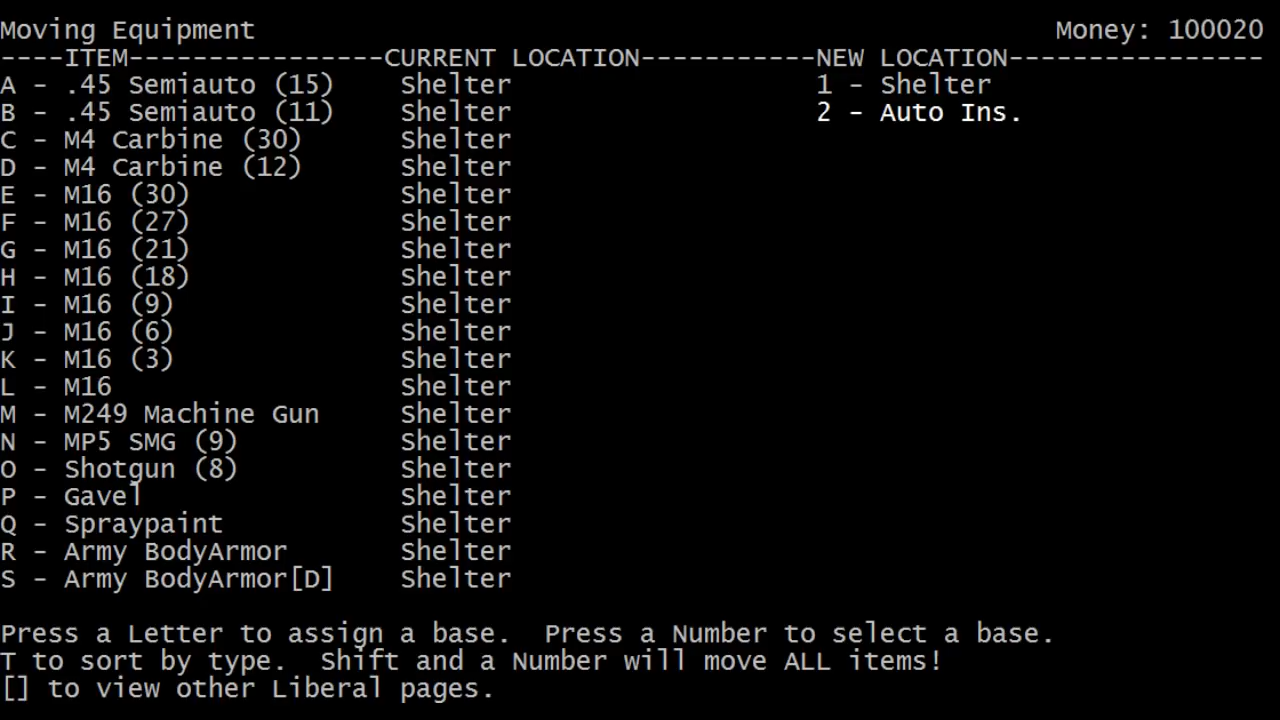 Moving Equipment Money: 100020
----ITEM----------------CURRENT LOCATION-----------NEW LOCATION----------------
A - .45 Semiauto (15) Shelter 1 - Shelter
B - .45 Semiauto (11) Shelter 2 - Auto Ins.
C - M4 Carbine (30) Shelter
D - M4 Carbine (12) Shelter
E - M16 (30) Shelter
F - M16 (27) Shelter
G - M16 (21) Shelter
H - M16 (18) Shelter
I - M16 (9) Shelter
J - M16 (6) Shelter
K - M16 (3) Shelter
L - M16 Shelter
M - M249 Machine Gun Shelter
N - MP5 SMG (9) Shelter
O - Shotgun (8) Shelter
P - Gavel Shelter
Q - Spraypaint Shelter
R - Army BodyArmor Shelter
S - Army BodyArmor[D] Shelter
Press a Letter to assign a base. Press a Number to select a base.
T to sort by type. Shift and a Number will move ALL items!
[] to view other Liberal pages.